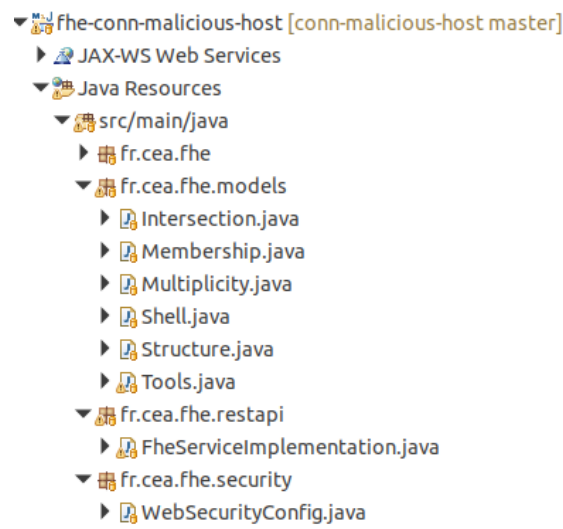 fhe-conn-malicious-host [conn-malicious-host master]
JAX-WS Web Services
Java Resources
src/main/java
fr.cea.fhe
fr.cea.fhe.models
Intersection.java
Membership.java
Multiplicity.java
Shell.java
Structure.java
Tools.java
fr.cea.fhe.restapi
FheServiceImplementation.java
fr.cea.fhe.security
WebSecurityConfig.java